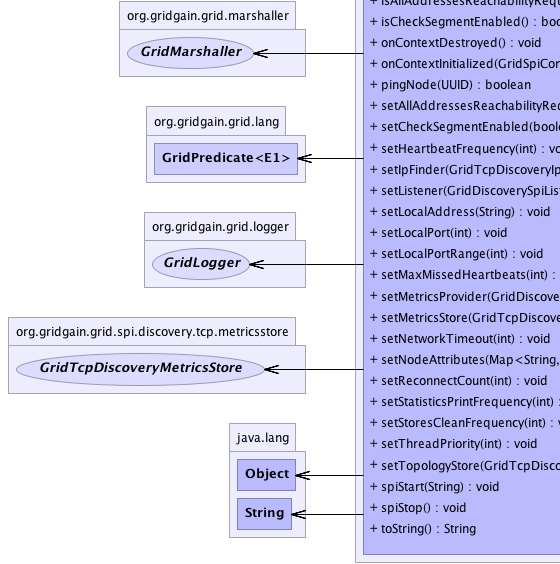 org.gridgain.grid.marshaller
GridMarshaller
org.gridgain.grid.lang
GridPredicate<E1>
org.gridgain.grid.logger
GridLogger
org.gridgain.grid.spi.discovery.tcp.metricsstore
GridTcpDiscoveryMetricsStore
java.lang
Object
String
+ isAllAddressesReachabilityRequ
+ isCheckSegmentEnabled() : boo
+ onContextDestroyed() : void
+ onContextInitialized(GridSpiCon
+ pingNode(UUID) : boolean
+ setAllAddressesReachabilityRec
+ setCheckSegmentEnabled(boole
+ setHeartbeatFrequency(int) : vo
+ setIpFinder(GridTcpDiscoveryIp
+ setListener(GridDiscoverySpiList
+ setLocalAddress(String) : void
+ setLocalPort(int) : void
+ setLocalPortRange(int) : void
+ setMaxMissedHeartbeats(int) :
+ setMetricsProvider(GridDiscove
+ setMetricsStore(GridTcpDiscove
+ setNetworkTimeout(int) : void
+ setNodeAttributes(Map<String,
+ setReconnectCount(int) : void
+ setStatisticsPrintFrequency(int) :
+ setStoresCleanFrequency(int) : v
+ setThreadPriority(int) : void
+ setTopologyStore(GridTcpDisco
+ spiStart(String) : void
+ spiStop() : void
+ toString() : String